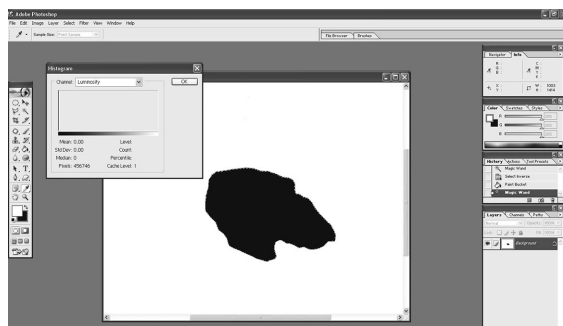 Adobe Photoshop
File Edit Image Layer Select Filter View Window Help
Sample Size: Point Sample
File Browser Brushes
Histogram
Channel: Luminosity
OK
Mean: 0.00 Level:
Std Dev: 0.00 Count:
Median: 0 Percentile:
Pixels: 456746 Cache Level: 1
Navigator Info
R :
G :
B :
C :
M :
Y :
K :
X :
Y :
W :
H :
Color Swatches Styles
R
G
B
History Actions Tool Presets
Magic Wand
Select Inverse
Paint Bucket
Magic Wand
Layers Channels Paths
Normal
Background